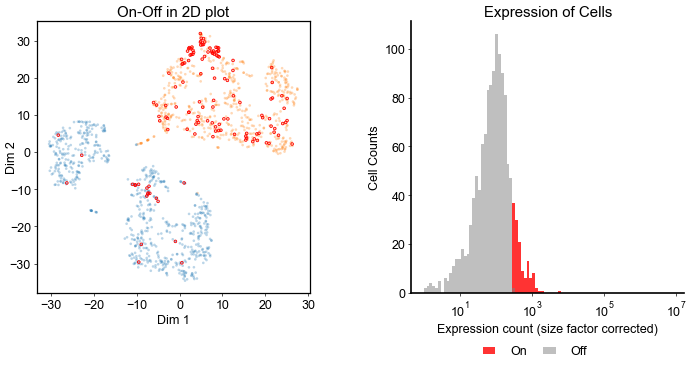 On-Off in 2D plot
30
20
10
0
−10
−20
−30
Dim 2
−30 −20 −10 0 10 20 30
Dim 1
Expression of Cells
100
80
60
40
20
0
Cell Counts
10^1 10^3 10^5 10^7
Expression count (size factor corrected)
On Off